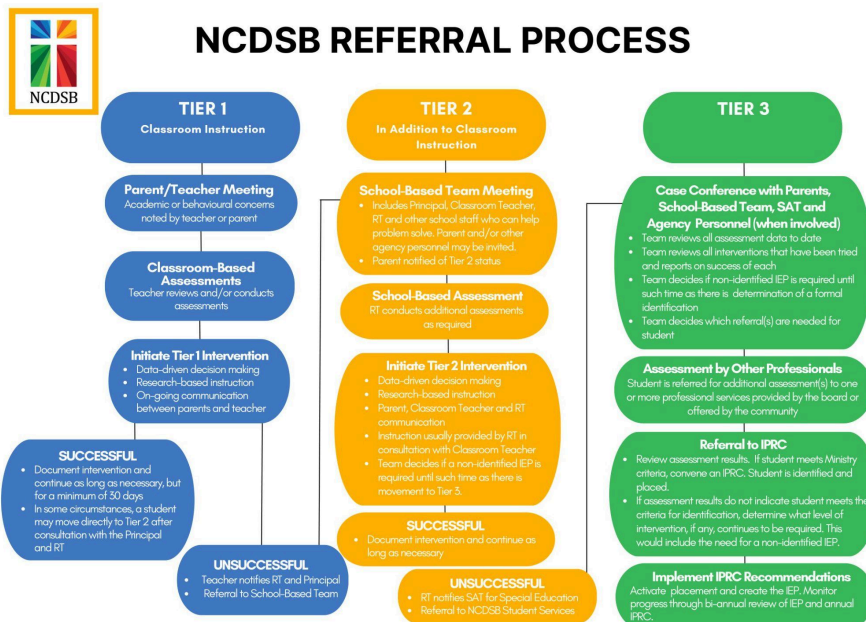 NCDSB REFERRAL PROCESS
NCDSB
TIER 1
Classroom Instruction
Parent/Teacher Meeting
Academic or behavioural concerns
noted by teacher or parent
Classroom-Based
Assessments
Teacher reviews and/or conducts
assessments
Initiate Tier 1 Intervention
• Data-driven decision making
• Research-based instruction
• On-going communication
between parents and teacher
SUCCESSFUL
• Document intervention and
continue as long as necessary, but
for a minimum of 30 days
• In some circumstances, a student
may move directly to Tier 2 after
consultation with the Principal
and RT
UNSUCCESSFUL
• Teacher notifies RT and Principal
• Referral to School-Based Team
TIER 2
In Addition to Classroom
Instruction
School-Based Team Meeting
• Includes Principal, Classroom Teacher,
RT and other school staff who can help
problem solve. Parent and/or other
agency personnel may be invited.
• Parent notified of Tier 2 status
School-Based Assessment
RT conducts additional assessments
as required
Initiate Tier 2 Intervention
• Data-driven decision making
• Research-based instruction
• Parent, Classroom Teacher and RT
communication
• Instruction usually provided by RT in
consultation with Classroom Teacher
• Team decides if a non-identified IEP is
required until such time as there is
movement to Tier 3.
SUCCESSFUL
• Document intervention and continue as
long as necessary
UNSUCCESSFUL
• RT notifies SAT for Special Education
• Referral to NCDSB Student Services
TIER 3
Case Conference with Parents,
School-Based Team, SAT and
Agency Personnel (when involved)
• Team reviews all assessment data to date
• Team reviews all interventions that have been tried
and reports on success of each
• Team decides if non-identified IEP is required until
such time as there is determination of a formal
identification
• Team decides which referral(s) are needed for
student
Assessment by Other Professionals
Student is referred for additional assessment(s) to one
or more professional services provided by the board or
offered by the community
Referral to IPRC
• Review assessment results. If student meets Ministry
criteria, convene an IPRC. Student is identified and
placed.
• If assessment results do not indicate student meets the
criteria for identification, determine what level of
intervention, if any, continues to be required. This
would include the need for a non-identified IEP.
Implement IPRC Recommendations
Activate placement and create the IEP. Monitor
progress through bi-annual review of IEP and annual
IPRC.